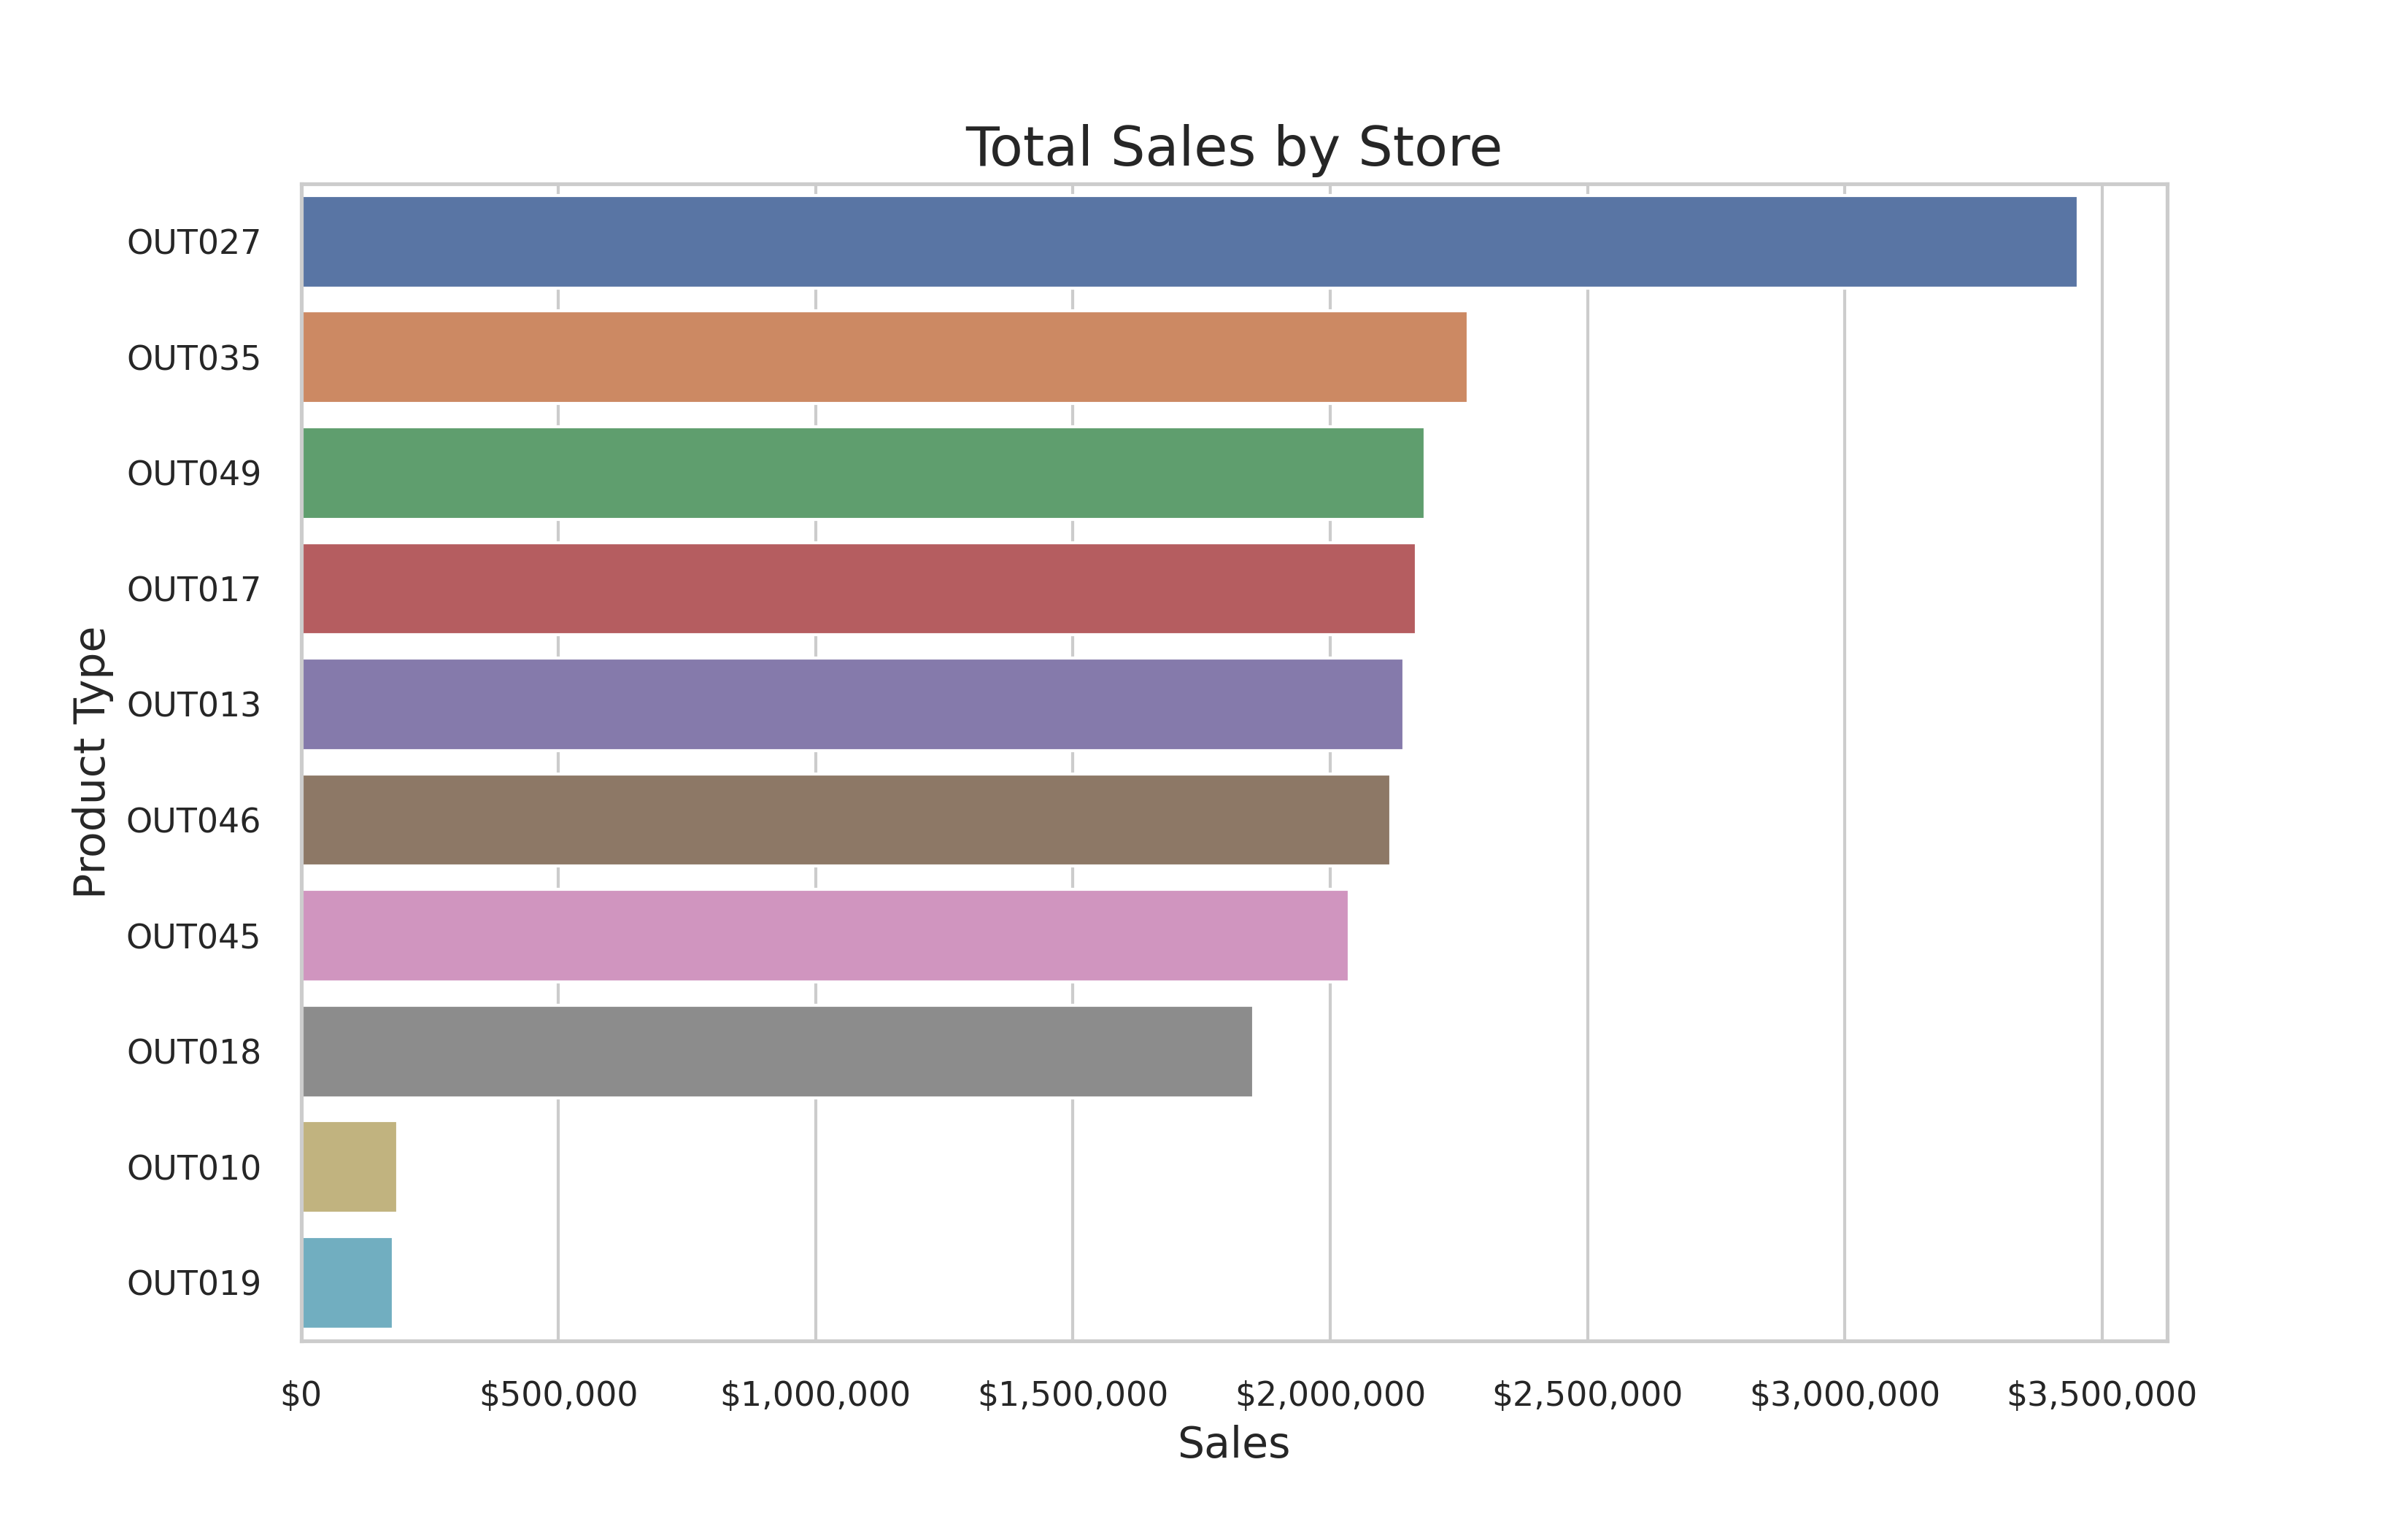 Total Sales by Store
OUT027
OUT035
OUT049
OUT017
OUT013
OUT046
OUT045
OUT018
OUT010
OUT019
Product Type
$0 $500,000 $1,000,000 $1,500,000 $2,000,000 $2,500,000 $3,000,000 $3,500,000
Sales